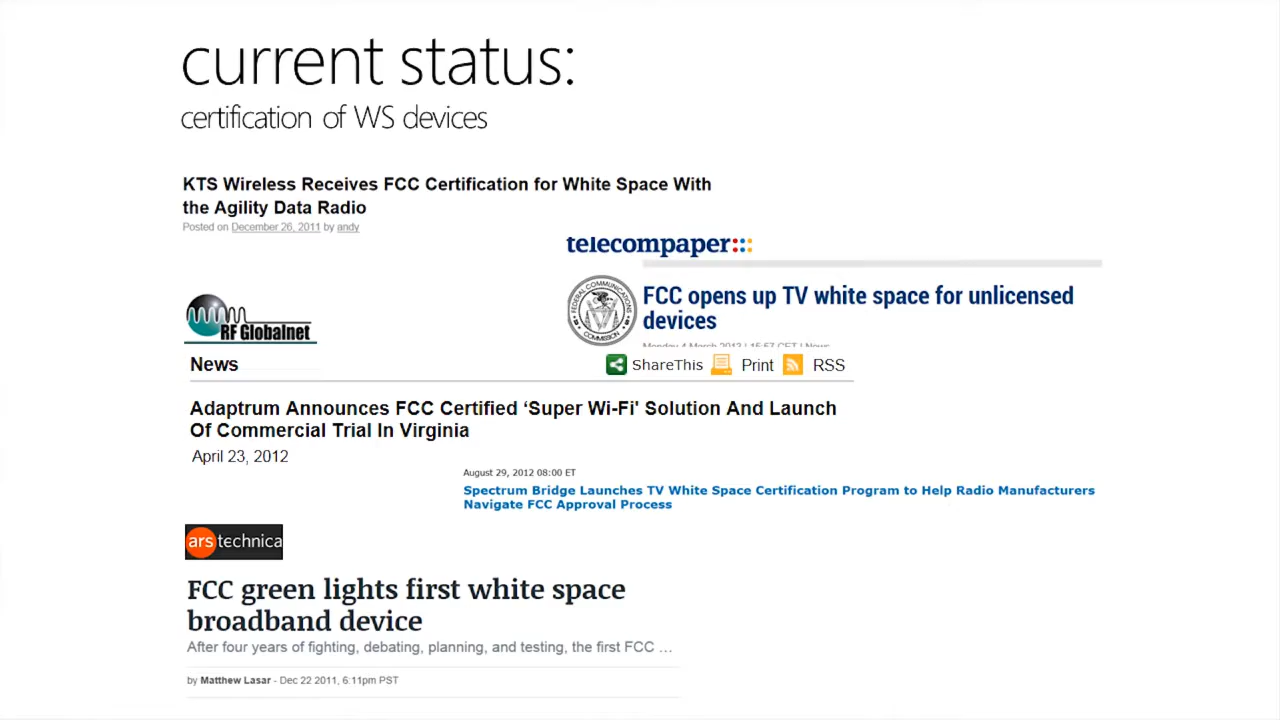 current status:
certification of WS devices
KTS Wireless Receives FCC Certification for White Space With
the Agility Data Radio
Posted on December 26, 2011 by andy
telecompaper
FCC opens up TV white space for unlicensed
devices
FEDERAL COMMUNICATIONS COMMISSION
RF Globalnet
News
ShareThis Print RSS
Adaptrum Announces FCC Certified ‘Super Wi-Fi' Solution And Launch
Of Commercial Trial In Virginia
April 23, 2012
August 29, 2012 08:00 ET
Spectrum Bridge Launches TV White Space Certification Program to Help Radio Manufacturers
Navigate FCC Approval Process
ars technica
FCC green lights first white space
broadband device
After four years of fighting, debating, planning, and testing, the first FCC ...
by Matthew Lasar - Dec 22 2011, 6:11pm PST